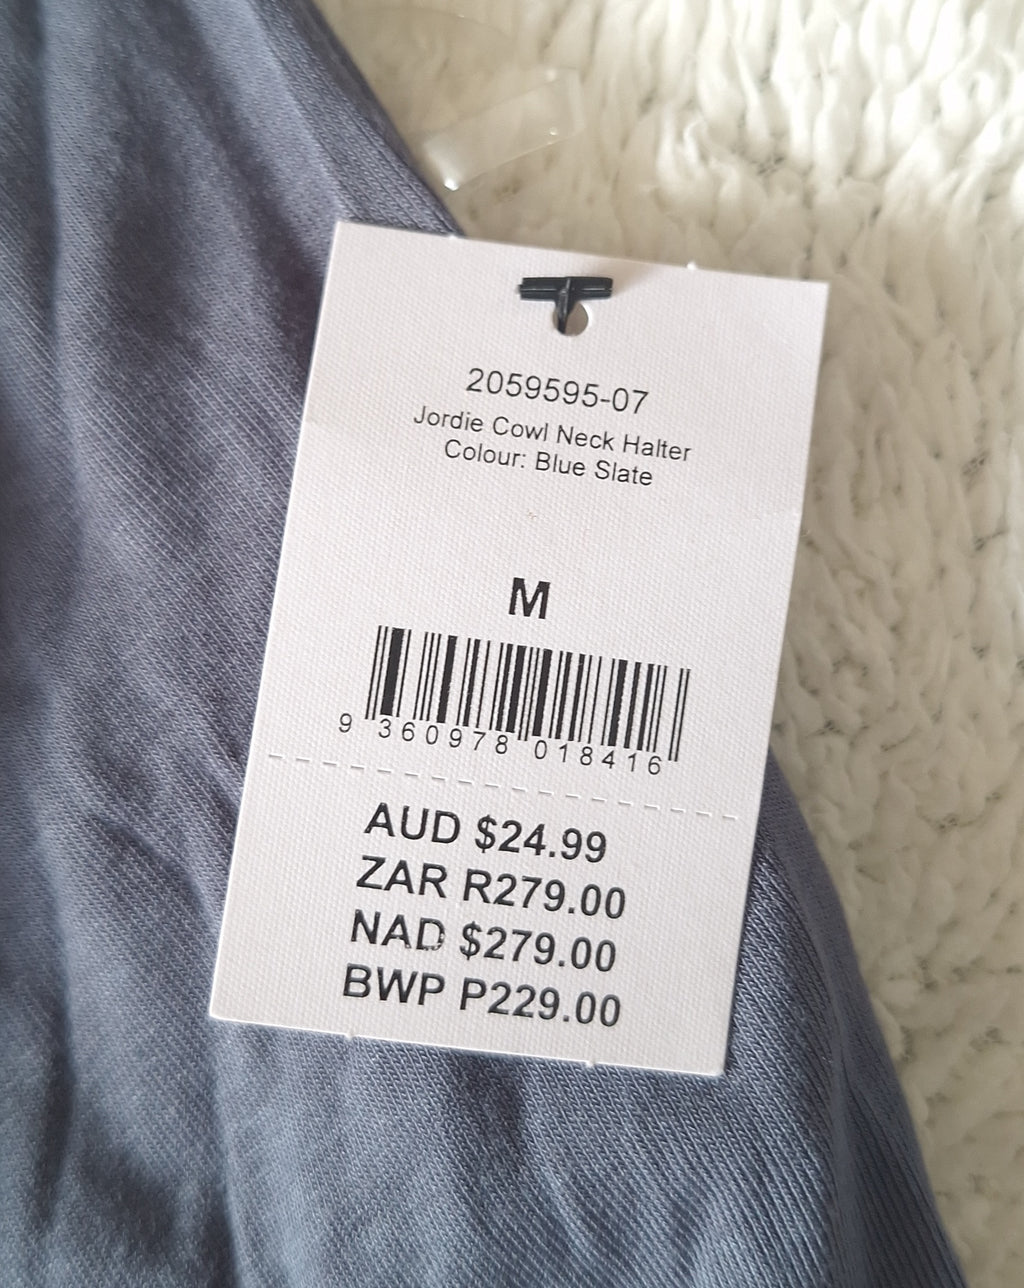 2059595-07
Jordie Cowl Neck Halter
Colour: Blue Slate
M
9 360978 018416
AUD $24.99
ZAR R279.00
NAD $279.00
BWP P229.00